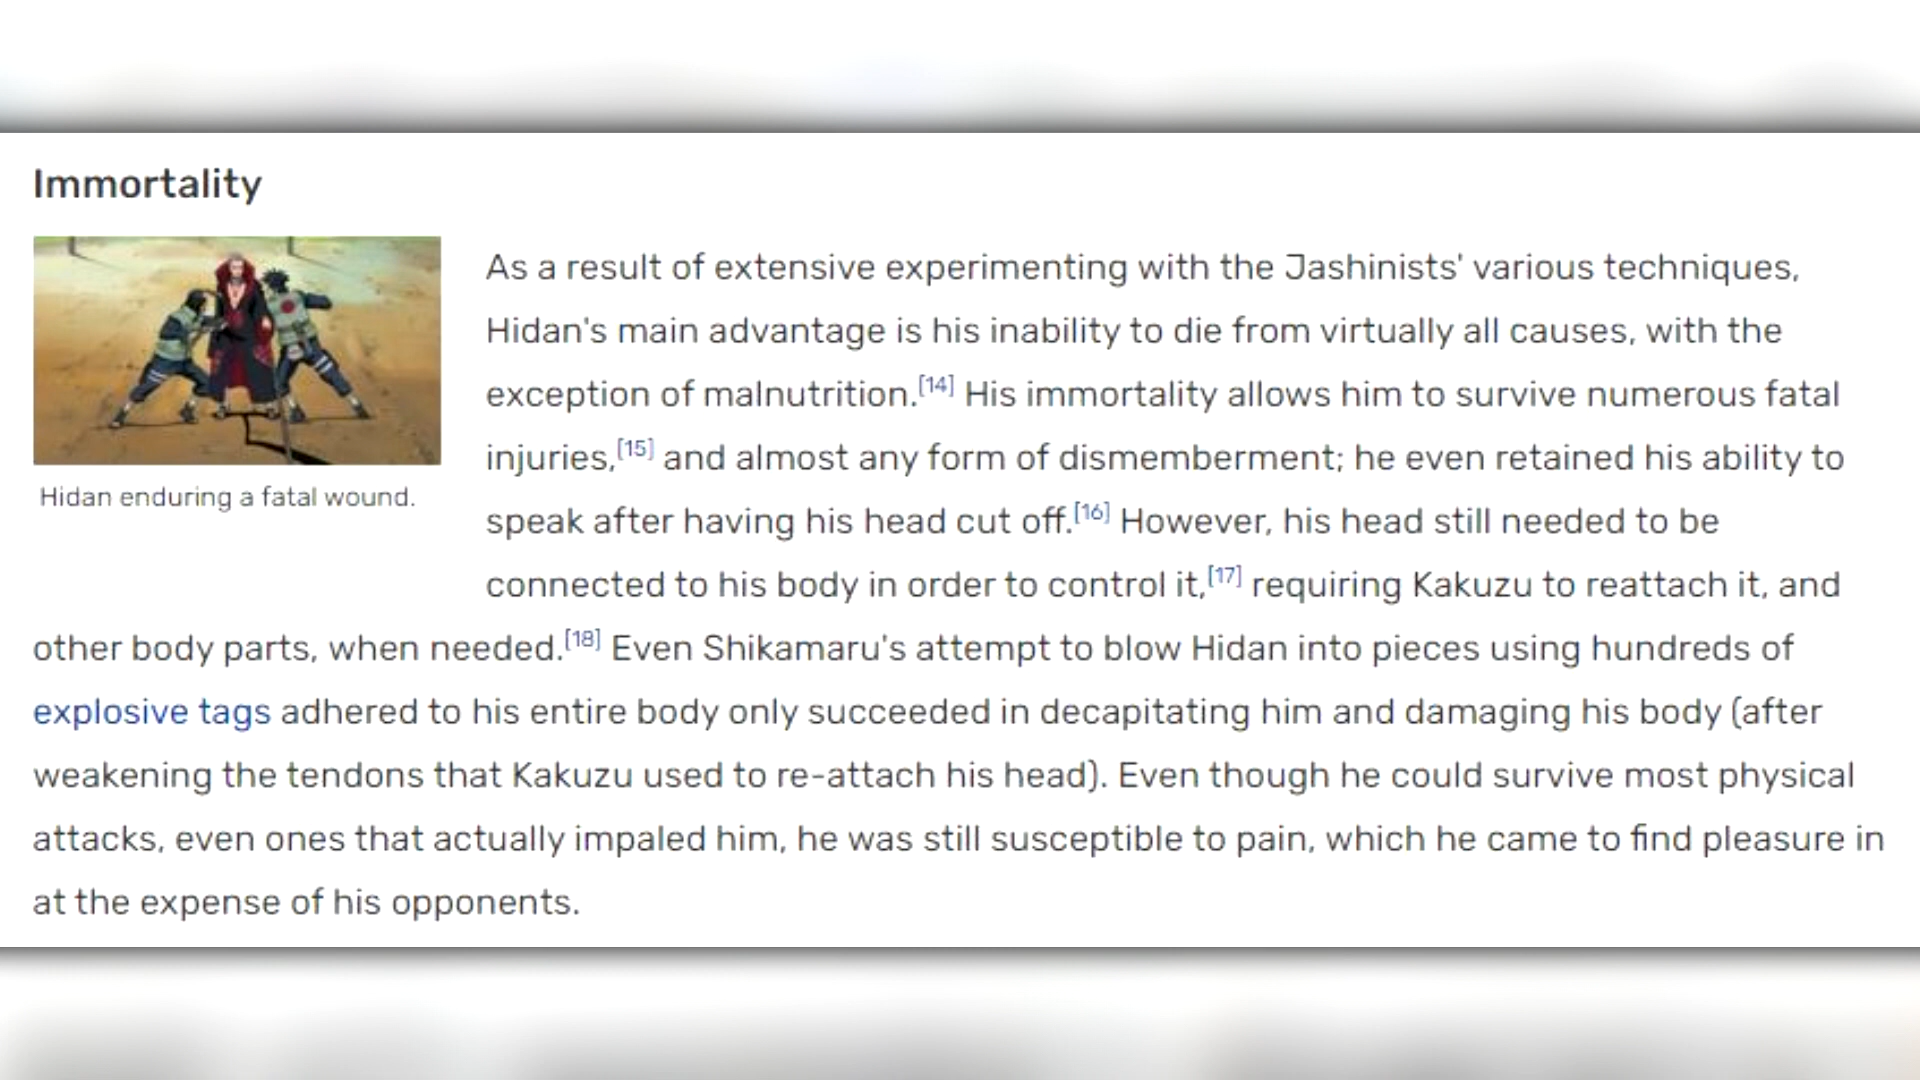 Immortality
As a result of extensive experimenting with the Jashinists' various techniques,
Hidan's main advantage is his inability to die from virtually all causes, with the
exception of malnutrition.[14] His immortality allows him to survive numerous fatal
injuries,[15] and almost any form of dismemberment; he even retained his ability to
speak after having his head cut off.[16] However, his head still needed to be
connected to his body in order to control it,[17] requiring Kakuzu to reattach it, and
other body parts, when needed.[18] Even Shikamaru's attempt to blow Hidan into pieces using hundreds of
explosive tags adhered to his entire body only succeeded in decapitating him and damaging his body (after
weakening the tendons that Kakuzu used to re-attach his head). Even though he could survive most physical
attacks, even ones that actually impaled him, he was still susceptible to pain, which he came to find pleasure in
at the expense of his opponents.
Hidan enduring a fatal wound.